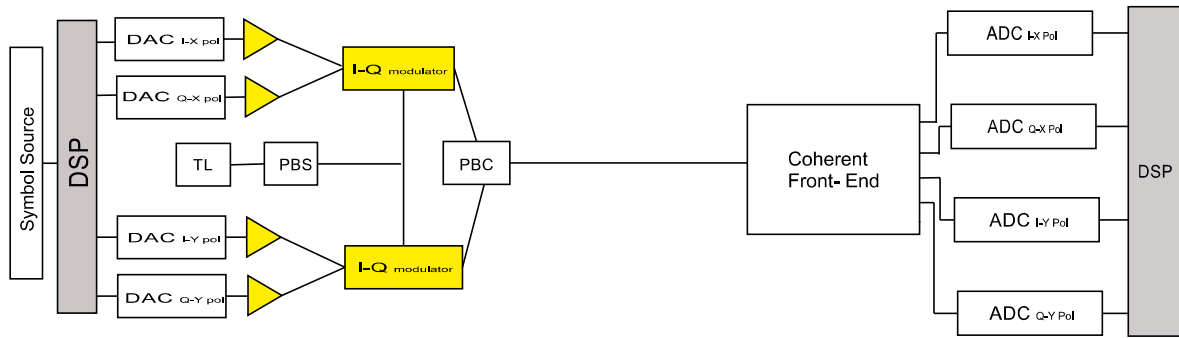 Symbol Source
DSP
DAC I-X pol
DAC Q-X pol
I-Q modulator
TL
PBS
PBC
DAC I-Y pol
DAC Q-Y pol
I-Q modulator
Coherent
Front- End
ADC I-X Pol
ADC Q-X Pol
ADC I-Y Pol
ADC Q-Y Pol
DSP